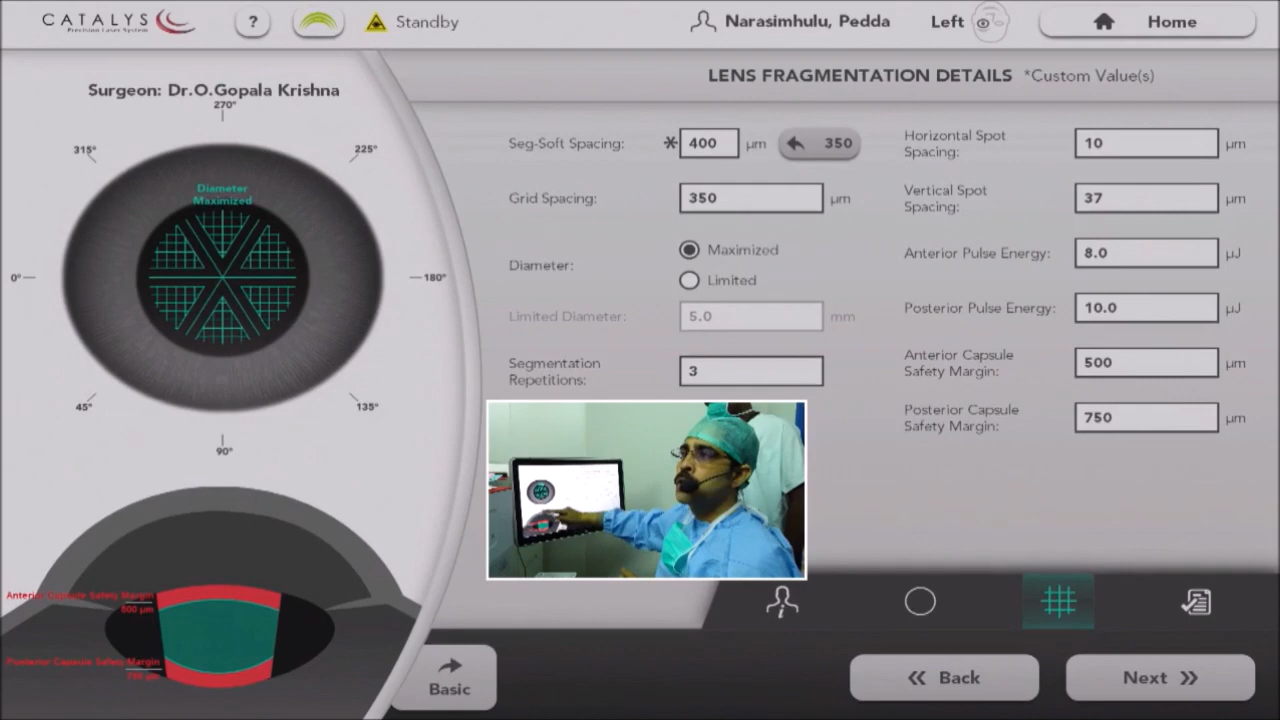 CATALYS
Precision Laser System
?
Standby
Narasimhulu, Pedda
Left
Home
LENS FRAGMENTATION DETAILS *Custom Value(s)
Surgeon: Dr.O.Gopala Krishna
270°
315°
225°
Diameter
Maximized
0°
180°
45°
135°
90°
Seg-Soft Spacing: * 400 µm 350
Grid Spacing: 350 µm
Diameter:
Maximized
Limited
Limited Diameter: 5.0 mm
Segmentation
Repetitions: 3
Horizontal Spot
Spacing: 10 µm
Vertical Spot
Spacing: 37 µm
Anterior Pulse Energy: 8.0 µJ
Posterior Pulse Energy: 10.0 µJ
Anterior Capsule
Safety Margin: 500 µm
Posterior Capsule
Safety Margin: 750 µm
Anterior Capsule Safety Margin
500 µm
Posterior Capsule Safety Margin
750 µm
Basic
Back
Next